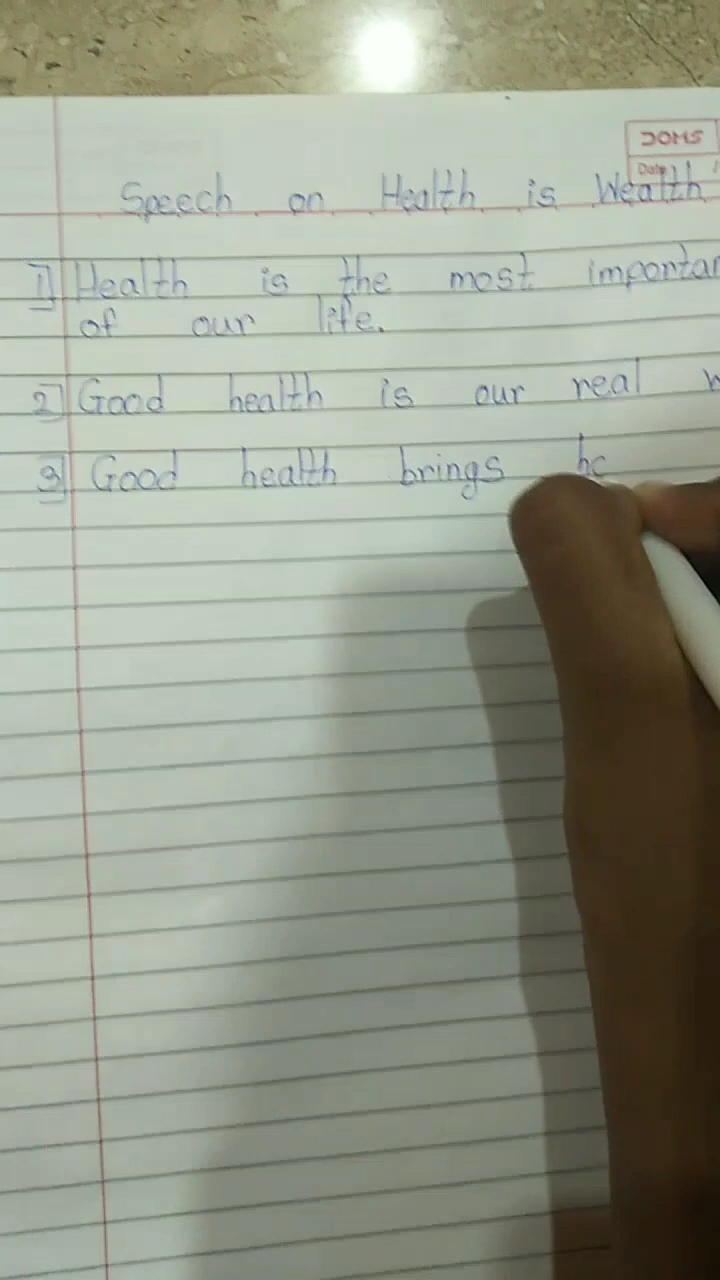 DOMS
Date /
Speech on Health is Wealth
1) Health is the most importan
of our life.
2) Good health is our real w
3) Good health brings